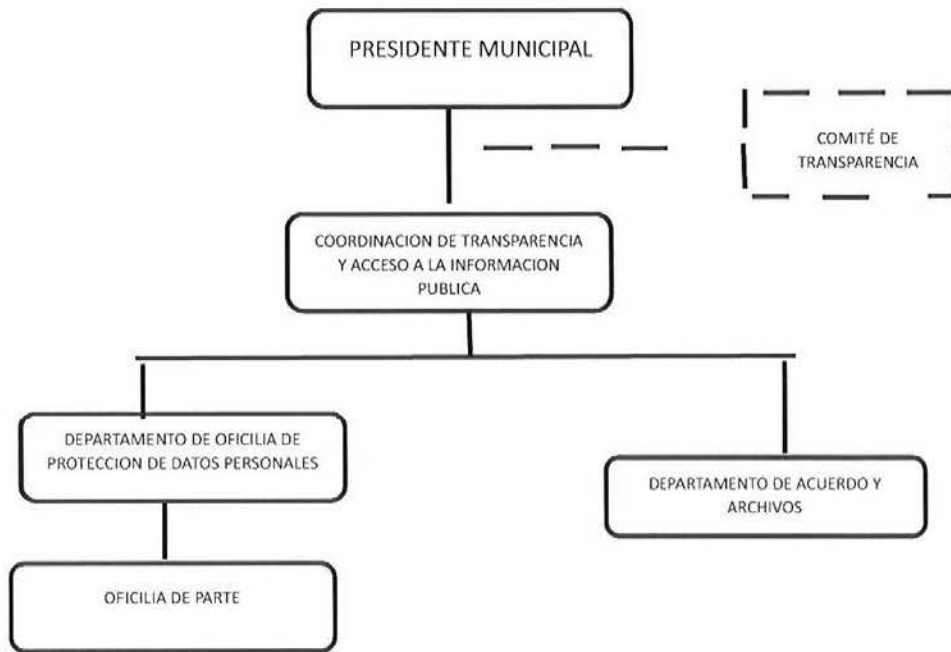 PRESIDENTE MUNICIPAL
COMITÉ DE
TRANSPARENCIA
COORDINACION DE TRANSPARENCIA
Y ACCESO A LA INFORMACION
PUBLICA
DEPARTAMENTO DE OFICILIA DE
PROTECCION DE DATOS PERSONALES
DEPARTAMENTO DE ACUERDO Y
ARCHIVOS
OFICILIA DE PARTE